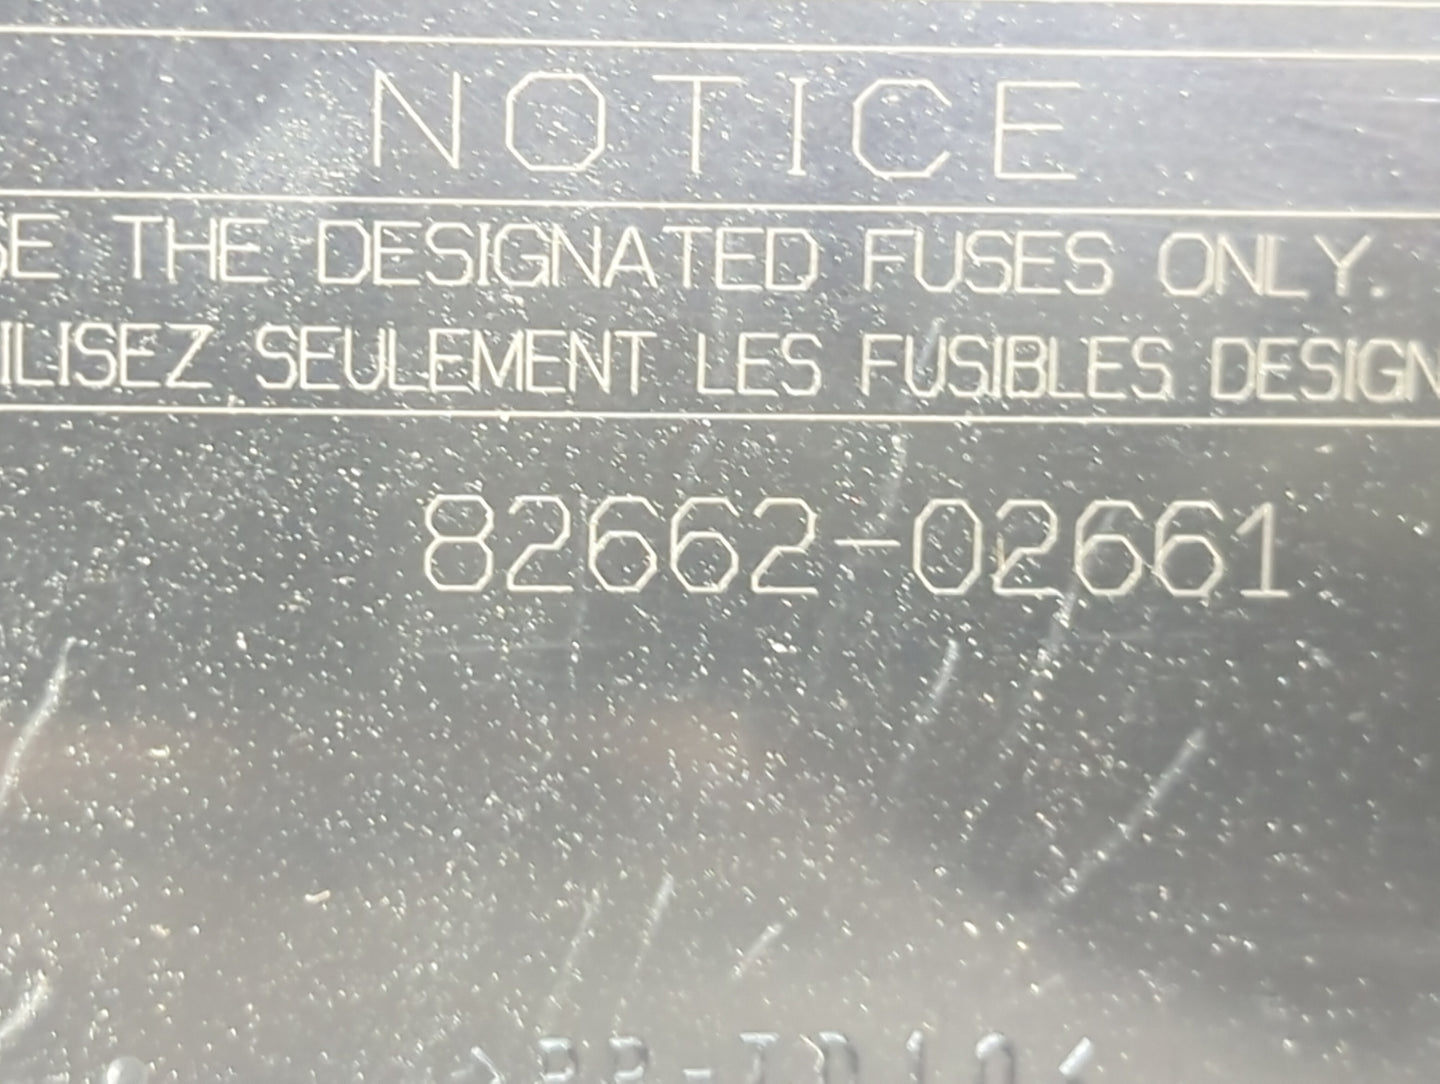 NOTICE
SE THE DESIGNATED FUSES ONLY.
ILISEZ SEULEMENT LES FUSIBLES DESIGN
82662-02661